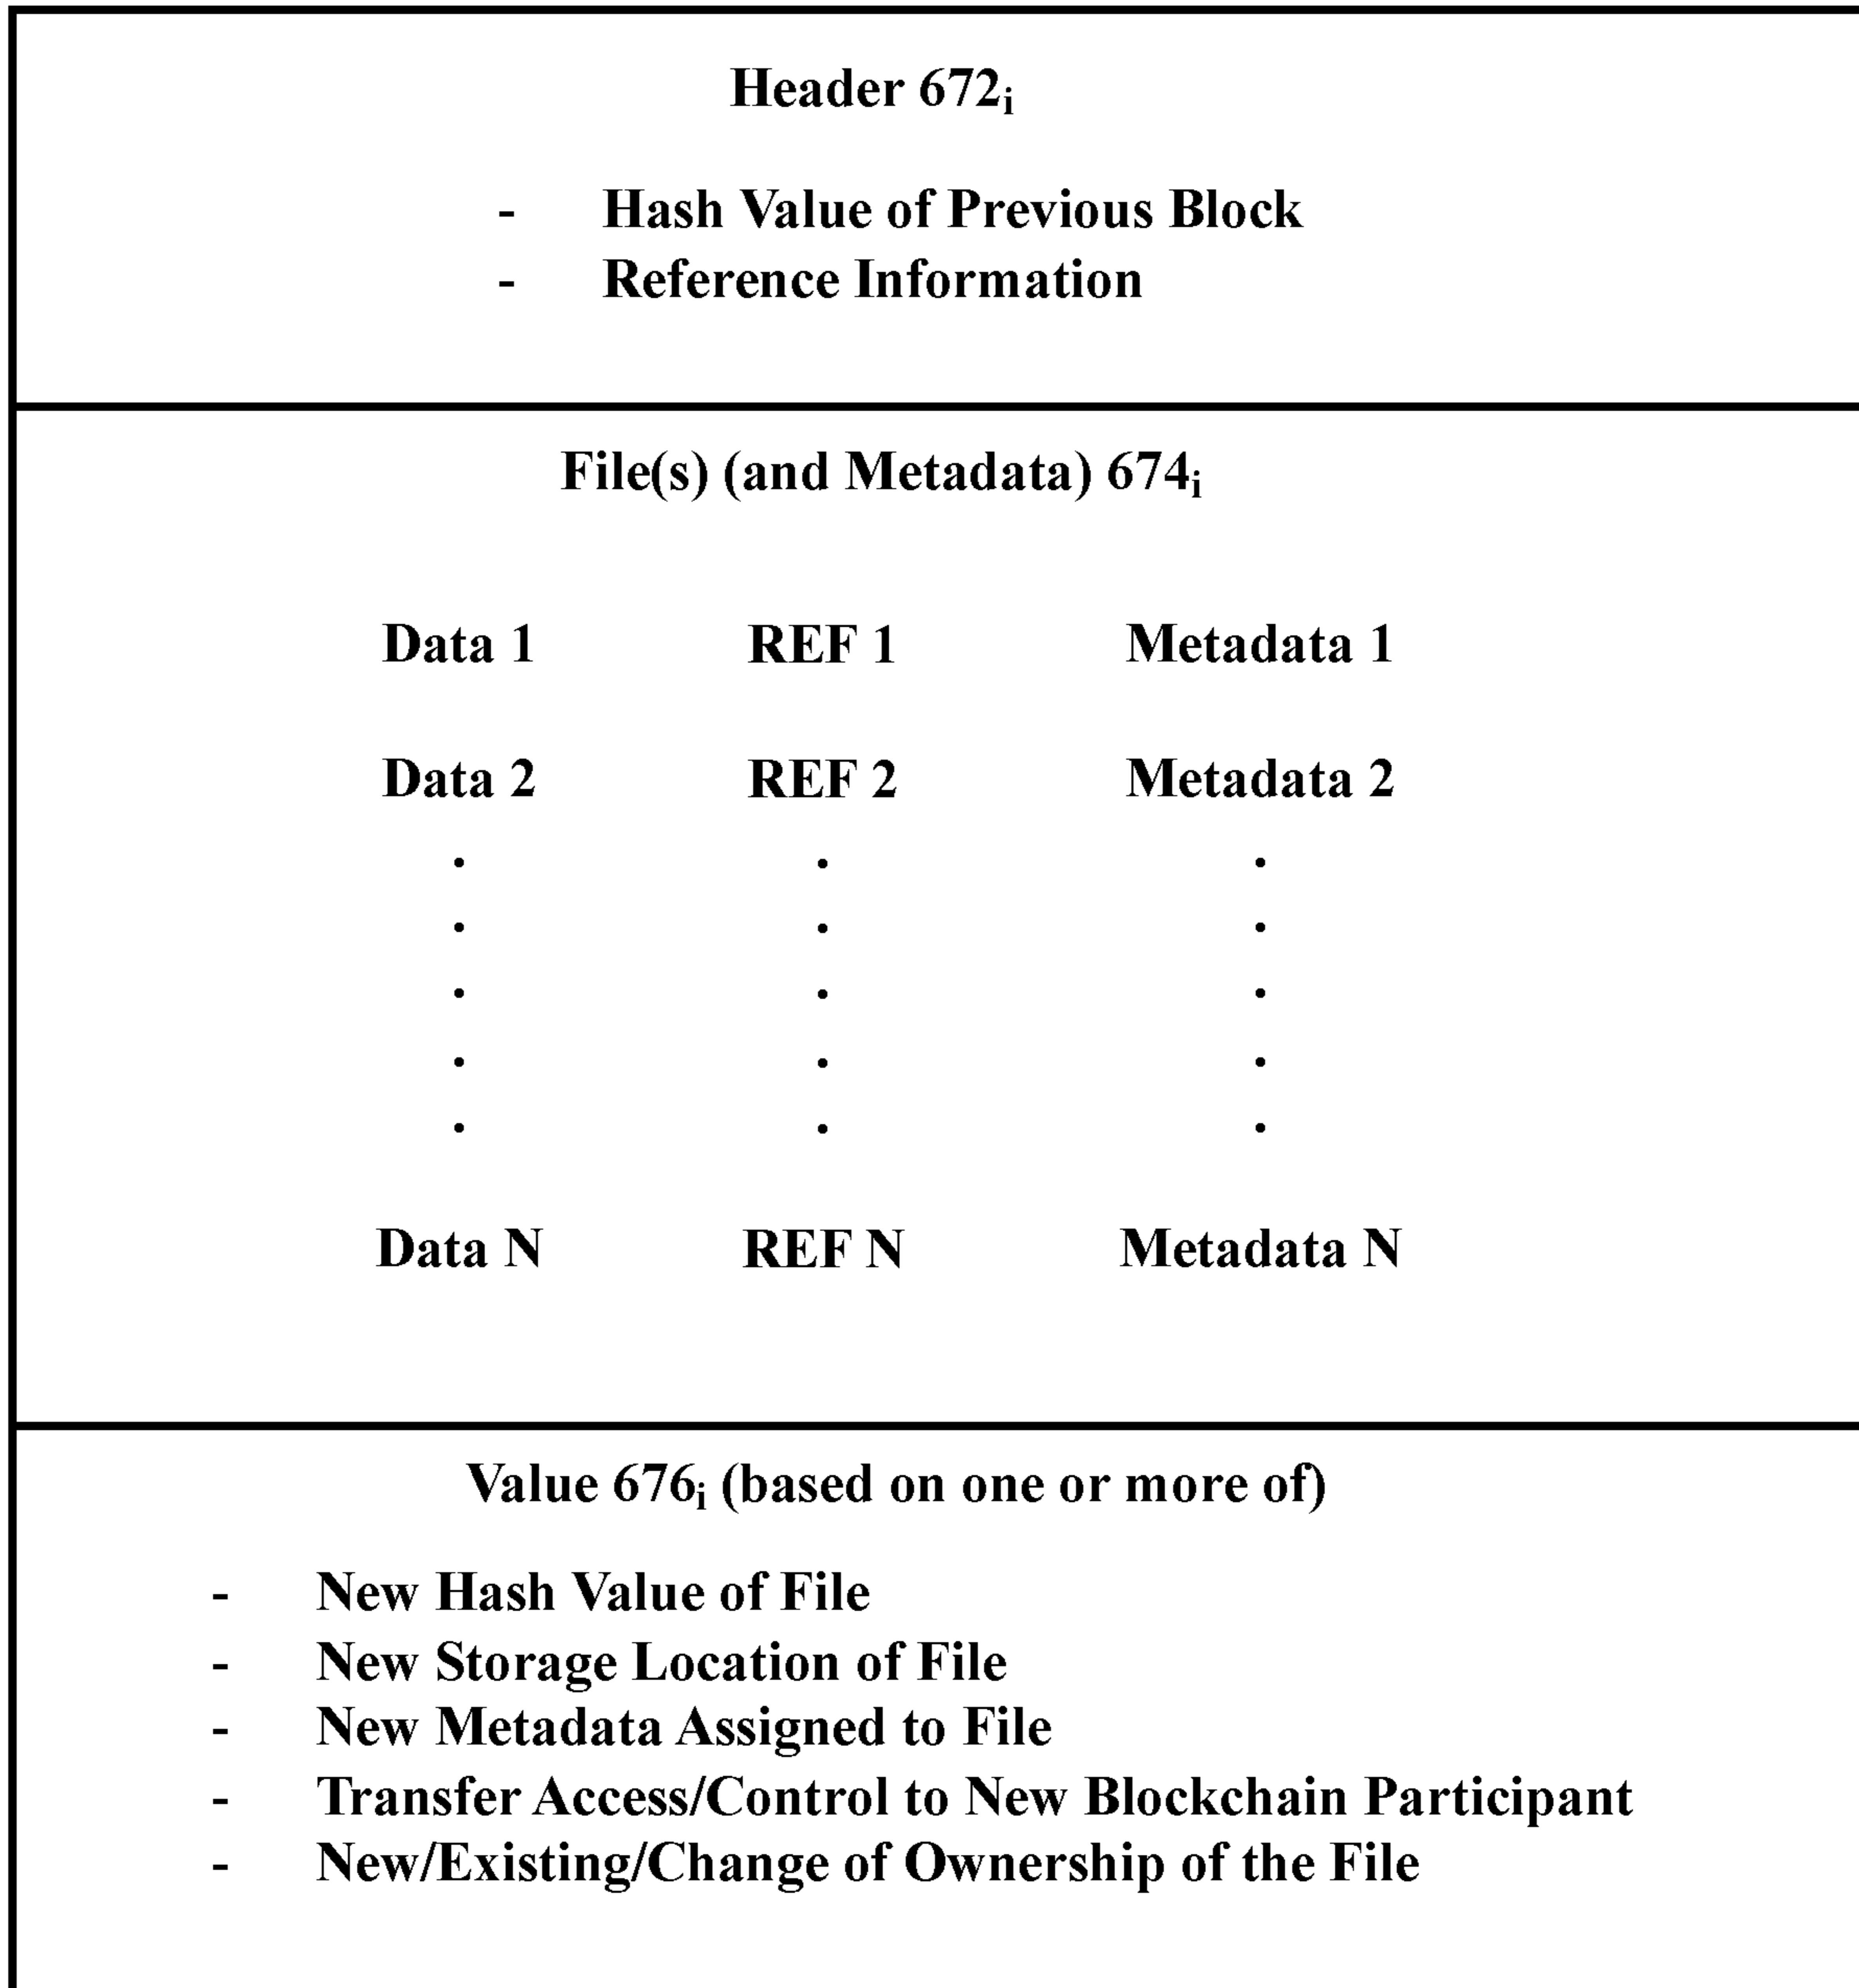 Header 672i
- Hash Value of Previous Block
- Reference Information
File(s) (and Metadata) 674i
Data 1 REF 1 Metadata 1
Data 2 REF 2 Metadata 2
. . .
. . .
. . .
. . .
. . .
Data N REF N Metadata N
Value 676i (based on one or more of)
- New Hash Value of File
- New Storage Location of File
- New Metadata Assigned to File
- Transfer Access/Control to New Blockchain Participant
- New/Existing/Change of Ownership of the File